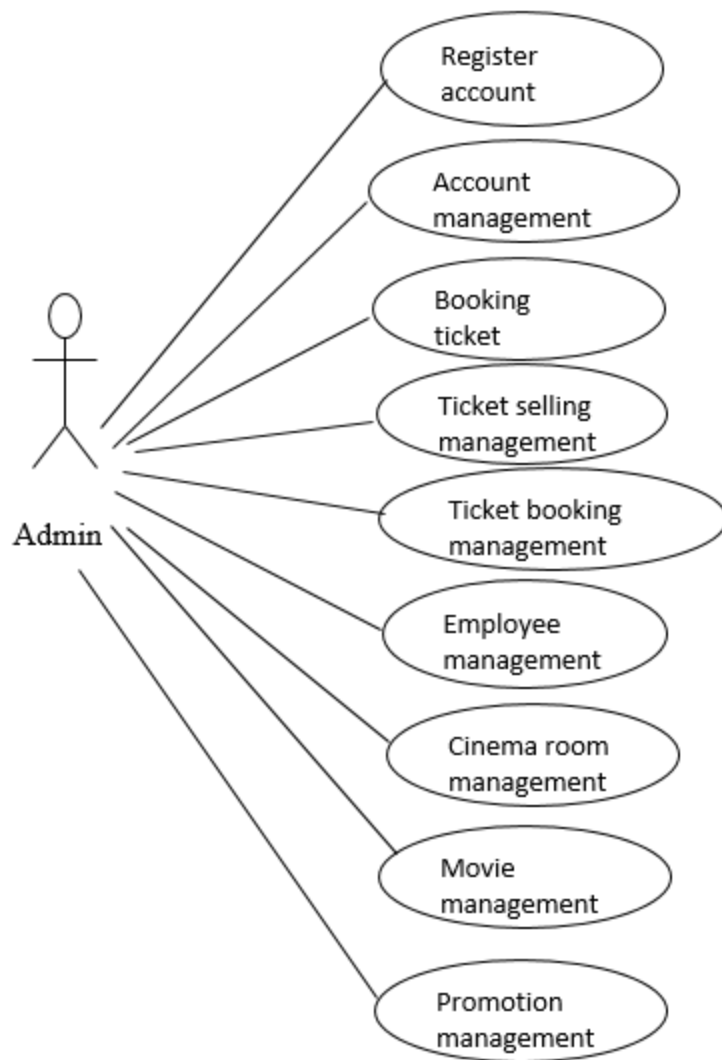 Register
account
Account
management
Booking
ticket
Ticket selling
management
Ticket booking
management
Admin
Employee
management
Cinema room
management
Movie
management
Promotion
management